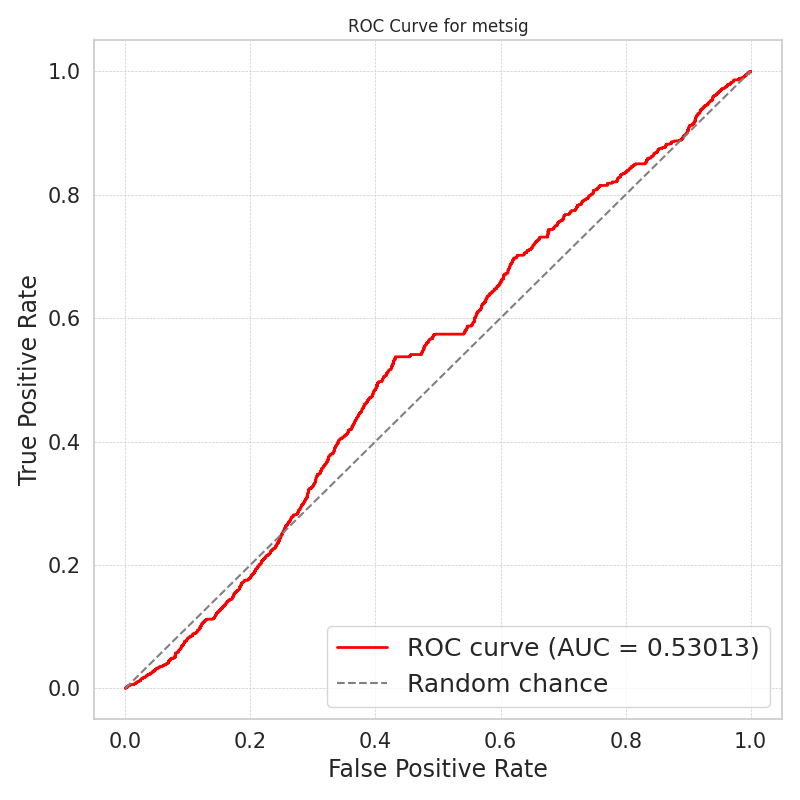 ROC Curve for metsig
True Positive Rate
1.0
0.8
0.6
0.4
0.2
0.0
ROC curve (AUC = 0.53013)
Random chance
0.0 0.2 0.4 0.6 0.8 1.0
False Positive Rate